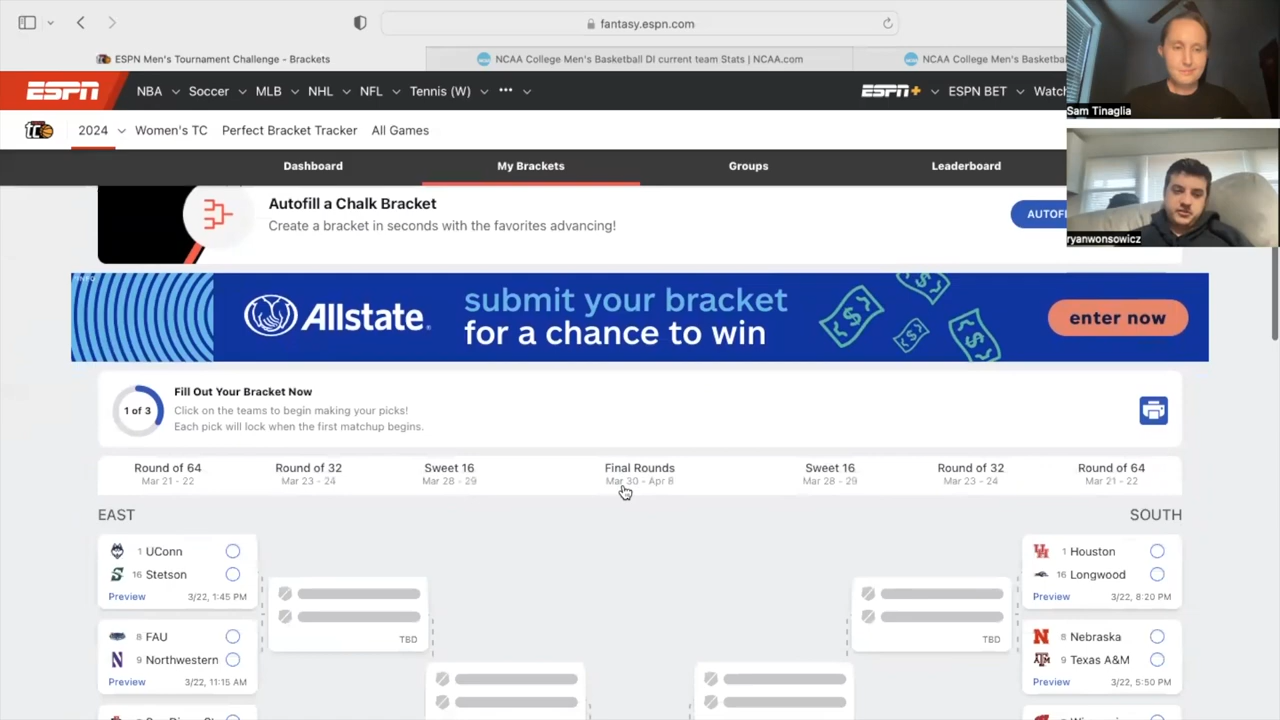 fantasy.espn.com
ESPN Men's Tournament Challenge - Brackets
NCAA College Men's Basketball DI current team Stats | NCAA.com
NCAA College Men's Basketba
ESPN
NBA
Soccer
MLB
NHL
NFL
Tennis (W)
ESPN+
ESPN BET
Watch
Sam Tinaglia
tc
2024
Women's TC
Perfect Bracket Tracker
All Games
Dashboard
My Brackets
Groups
Leaderboard
ryanwonsowicz
Autofill a Chalk Bracket
Create a bracket in seconds with the favorites advancing!
AUTOF
Allstate
submit your bracket
for a chance to win
enter now
1 of 3
Fill Out Your Bracket Now
Click on the teams to begin making your picks!
Each pick will lock when the first matchup begins.
Round of 64
Mar 21 - 22
Round of 32
Mar 23 - 24
Sweet 16
Mar 28 - 29
Final Rounds
Mar 30 - Apr 8
Sweet 16
Mar 28 - 29
Round of 32
Mar 23 - 24
Round of 64
Mar 21 - 22
EAST
SOUTH
1 UConn
16 Stetson
Preview
3/22, 1:45 PM
TBD
8 FAU
9 Northwestern
Preview
3/22, 11:15 AM
1 Houston
16 Longwood
Preview
3/22, 8:20 PM
TBD
8 Nebraska
9 Texas A&M
Preview
3/22, 5:50 PM